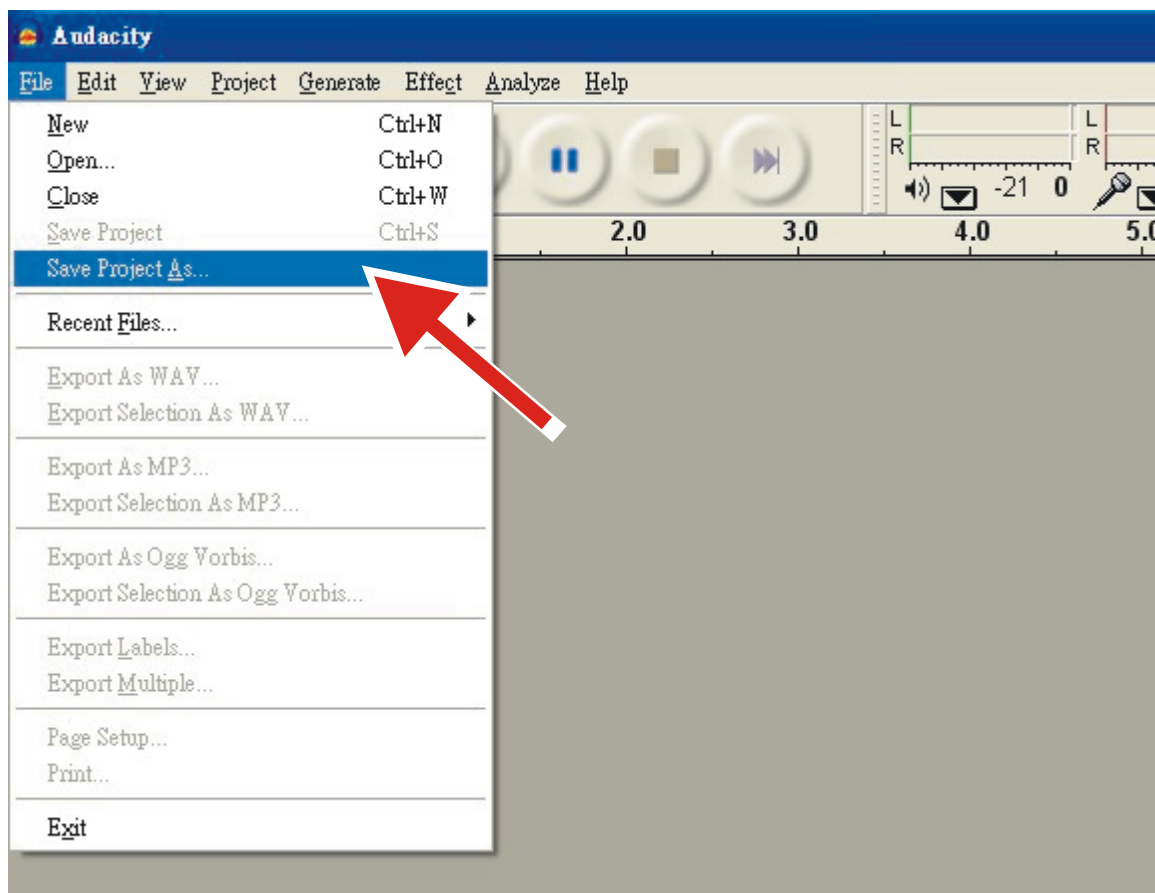 Audacity
File Edit View Project Generate Effect Analyze Help
New Ctrl+N
Open... Ctrl+O
Close Ctrl+W
Save Project Ctrl+S
Save Project As...
Recent Files...
Export As WAV...
Export Selection As WAV...
Export As MP3...
Export Selection As MP3...
Export As Ogg Vorbis...
Export Selection As Ogg Vorbis...
Export Labels...
Export Multiple...
Page Setup...
Print...
Exit
L L
R R
-21 0
2.0 3.0 4.0 5.0